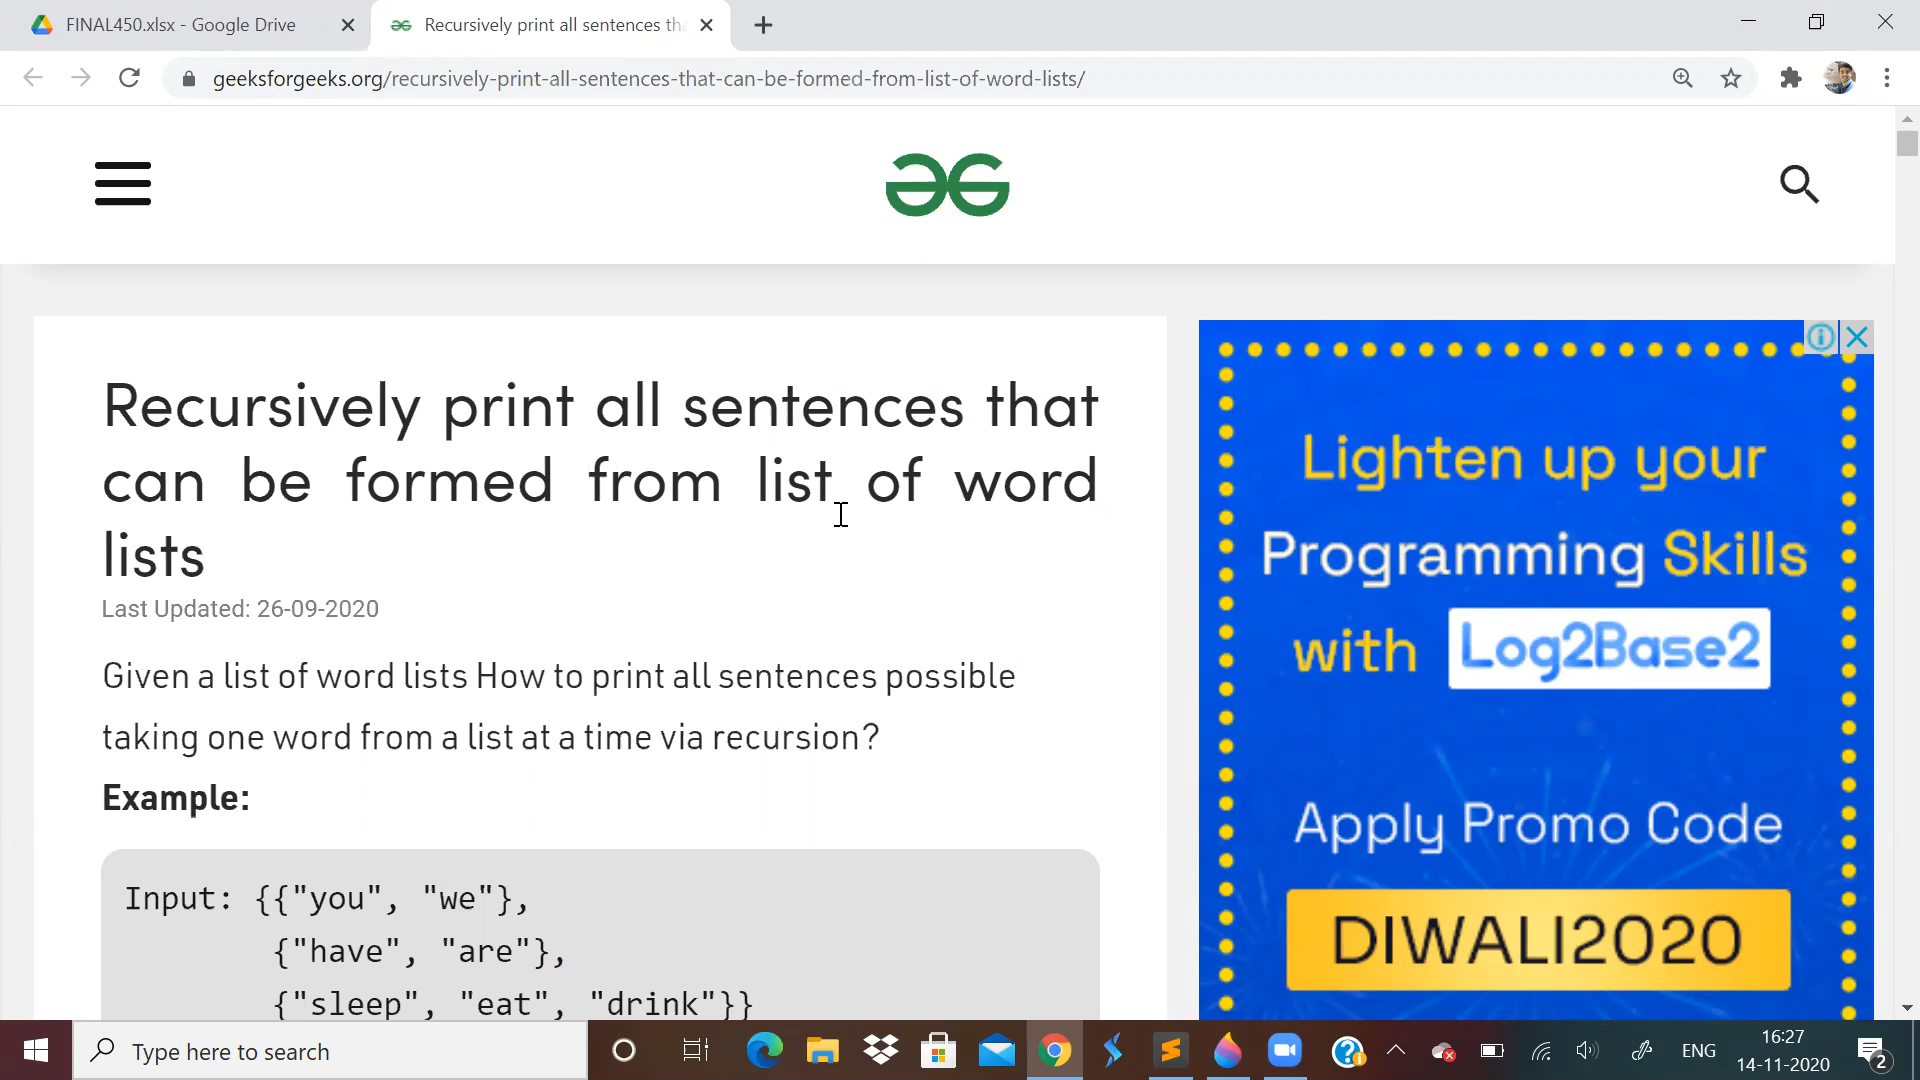 FINAL450.xlsx - Google Drive
Recursively print all sentences tha
geeksforgeeks.org/recursively-print-all-sentences-that-can-be-formed-from-list-of-word-lists/
Recursively print all sentences that
can be formed from list of word
lists
Last Updated: 26-09-2020
Given a list of word lists How to print all sentences possible
taking one word from a list at a time via recursion?
Example:
Input: {{"you", "we"},
{"have", "are"},
{"sleep", "eat", "drink"}}
Lighten up your
Programming Skills
with Log2Base2
Apply Promo Code
DIWALI2020
Type here to search
ENG
16:27
14-11-2020
2